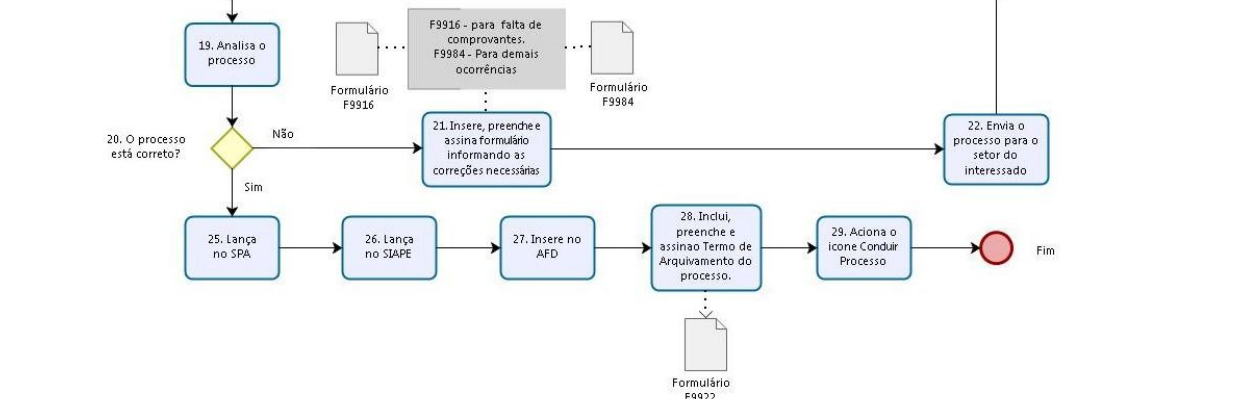 19. Analisa o
processo
Formulário
F9916
F9916 - para falta de
comprovantes.
F9984 - Para demais
ocorrências
Formulário
F9984
20. O processo
está correto?
Não
Sim
21. Insere, preenche e
assina formulário
informando as
correções necessárias
22. Envia o
processo para o
setor do
interessado
25. Lança
no SPA
26. Lança
no SIAPE
27. Insere no
AFD
28. Inclui,
preenche e
assinao Termo de
Arquivamento do
processo.
29. Aciona o
icone Conduir
Processo
Fim
Formulário
F9922